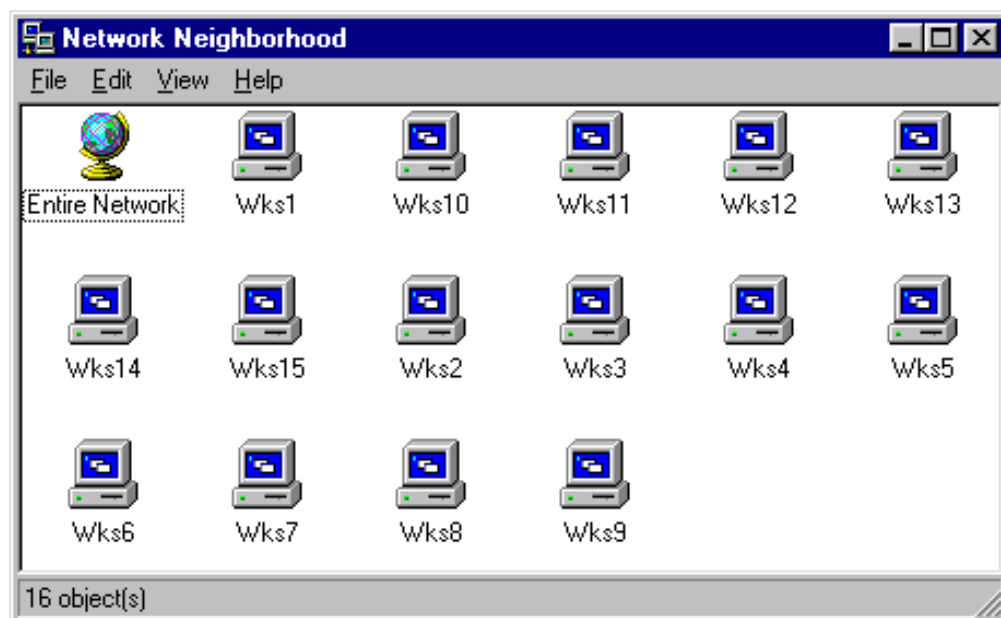 Network Neighborhood
File Edit View Help
Entire Network Wks1 Wks10 Wks11 Wks12 Wks13
Wks14 Wks15 Wks2 Wks3 Wks4 Wks5
Wks6 Wks7 Wks8 Wks9
16 object(s)